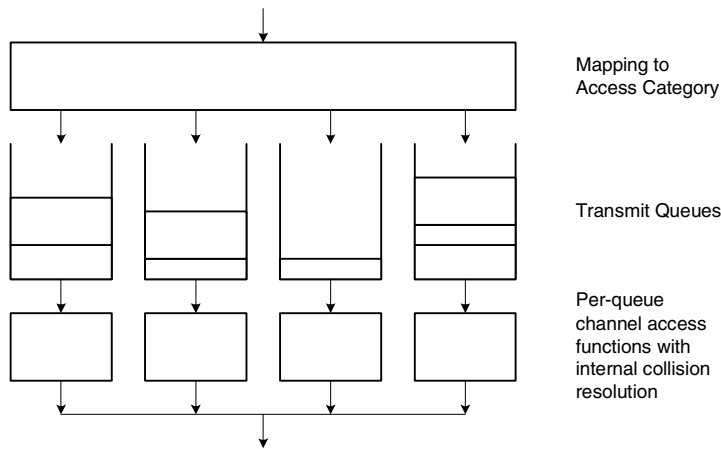 Mapping to
Access Category
Transmit Queues
Per-queue
channel access
functions with
internal collision
resolution